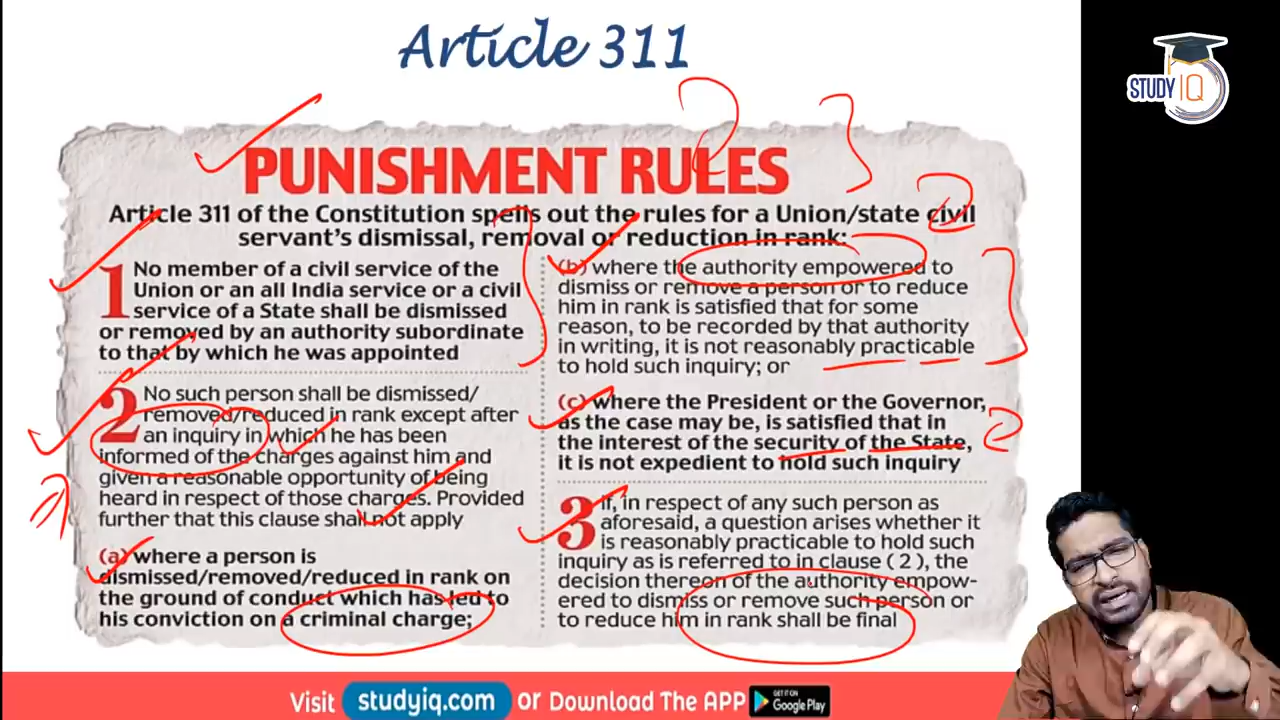 Article 311
STUDY IQ
PUNISHMENT RULES
Article 311 of the Constitution spells out the rules for a Union/state civil
servant's dismissal, removal or reduction in rank:
1 No member of a civil service of the
Union or an all India service or a civil
service of a State shall be dismissed
or removed by an authority subordinate
to that by which he was appointed
2 No such person shall be dismissed/
removed/reduced in rank except after
an inquiry in which he has been
informed of the charges against him and
given a reasonable opportunity of being
heard in respect of those charges. Provided
further that this clause shall not apply
(a) where a person is
dismissed/removed/reduced in rank on
the ground of conduct which has led to
his conviction on a criminal charge;
(b) where the authority empowered to
dismiss or remove a person or to reduce
him in rank is satisfied that for some
reason, to be recorded by that authority
in writing, it is not reasonably practicable
to hold such inquiry; or
(c) where the President or the Governor,
as the case may be, is satisfied that in
the interest of the security of the State,
it is not expedient to hold such inquiry
3 If, in respect of any such person as
aforesaid, a question arises whether it
is reasonably practicable to hold such
inquiry as is referred to in clause (2), the
decision thereon of the authority empow-
ered to dismiss or remove such person or
to reduce him in rank shall be final
Visit studyiq.com or Download The APP GET IT ON Google Play